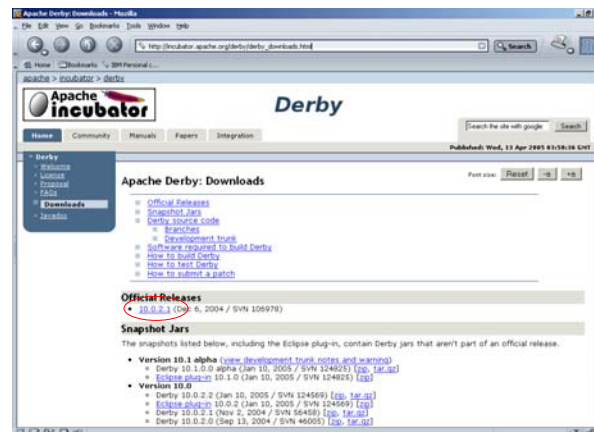 Apache Derby: Downloads - Mozilla
File Edit View Go Bookmarks Tools Window Help
http://incubator.apache.org/derby/derby_downloads.html
Search
Home Bookmarks IBM Personal c...
apache > incubator > derby
Apache
incubator
Derby
Search the site with google
Search
Home Community Manuals Papers Integration
Published: Wed, 13 Apr 2005 03:58:36 GMT
Derby
Welcome
License
Proposal
FAQs
Downloads
Javadoc
Font size: Reset -a +a
Apache Derby: Downloads
Official Releases
Snapshot Jars
Derby source code
Branches
Development trunk
Software required to build Derby
How to build Derby
How to test Derby
How to submit a patch
Official Releases
10.0.2.1 (Dec 6, 2004 / SVN 106978)
Snapshot Jars
The snapshots listed below, including the Eclipse plug-in, contain Derby jars that aren't part of an official release.
Version 10.1 alpha (view development trunk notes and warning)
Derby 10.1.0.0 alpha (Jan 10, 2005 / SVN 124825) [zip, tar.gz]
Eclipse plug-in 10.1.0 (Jan 10, 2005 / SVN 124825) [zip]
Version 10.0
Derby 10.0.2.2 (Jan 10, 2005 / SVN 124569) [zip, tar.gz]
Eclipse plug-in 10.0.2 (Jan 10, 2005 / SVN 124569) [zip]
Derby 10.0.2.1 (Nov 2, 2004 / SVN 56458) [zip, tar.gz]
Derby 10.0.2.0 (Sep 13, 2004 / SVN 46005) [zip, tar.gz]